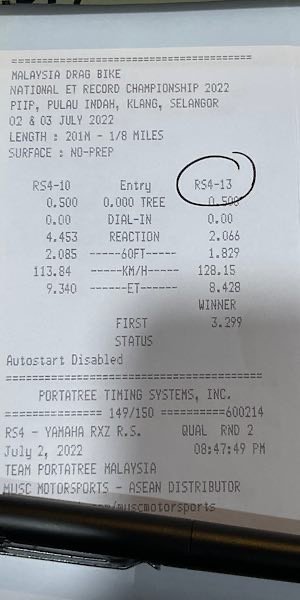 MALAYSIA DRAG BIKE
NATIONAL ET RECORD CHAMPIONSHIP 2022
PIIP, PULAU INDAH, KLANG, SELANGOR
02 & 03 JULY 2022
LENGTH : 201M - 1/8 MILES
SURFACE : NO-PREP
RS4-10 Entry RS4-13
0.500 0.000 TREE 0.500
0.00 DIAL-IN 0.00
4.453 REACTION 2.066
2.085 -----60FT----- 1.829
113.84 -----KM/H----- 128.15
9.340 ------ET------ 8.428
WINNER
FIRST 3.299
STATUS
Autostart Disabled
PORTATREE TIMING SYSTEMS, INC.
=============== 149/150 ==========600214
RS4 - YAMAHA RXZ R.S. QUAL RND 2
July 2, 2022 08:47:49 PM
TEAM PORTATREE MALAYSIA
MUSC MOTORSPORTS - ASEAN DISTRIBUTOR
/muscmotorsports